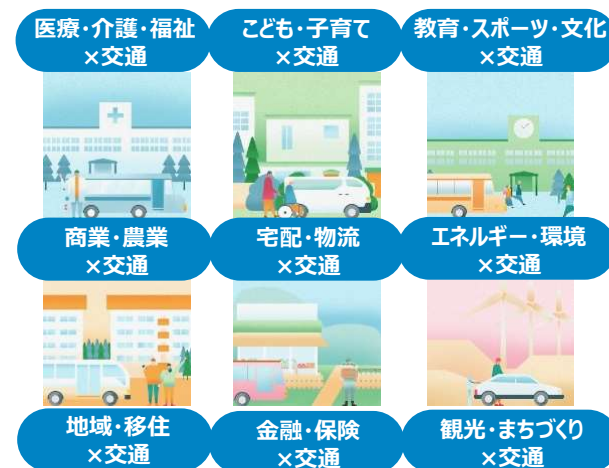 医療・介護・福祉
×交通
こども・子育て
×交通
教育・スポーツ・文化
×交通
商業・農業
×交通
宅配・物流
×交通
エネルギー・環境
×交通
地域・移住
×交通
金融・保険
×交通
観光・まちづくり
×交通